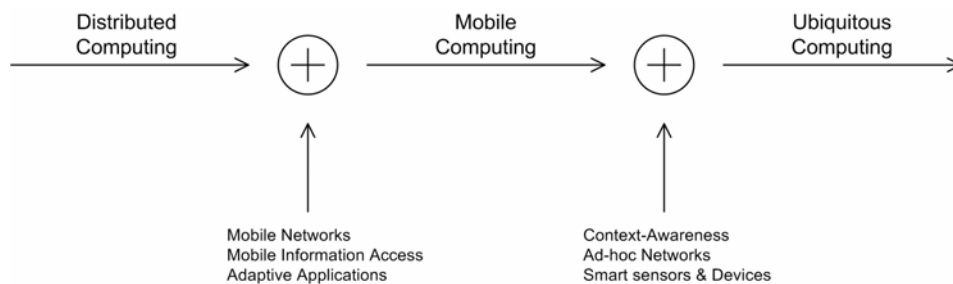 Distributed
Computing
Mobile
Computing
Ubiquitous
Computing
Mobile Networks
Mobile Information Access
Adaptive Applications
Context-Awareness
Ad-hoc Networks
Smart sensors & Devices